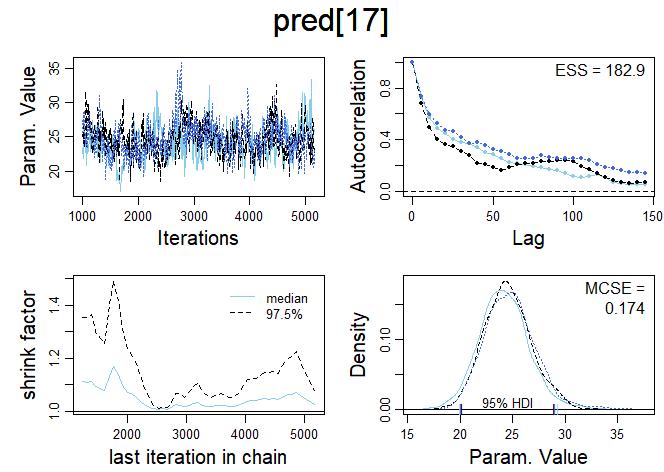 pred[17]
Param. Value
20 25 30 35
1000 2000 3000 4000 5000
Iterations
Autocorrelation
0.0 0.4 0.8
ESS = 182.9
0 50 100 150
Lag
shrink factor
1.0 1.2 1.4
median
97.5%
2000 3000 4000 5000
last iteration in chain
Density
0.00 0.10
MCSE =
0.174
95% HDI
15 20 25 30 35
Param. Value